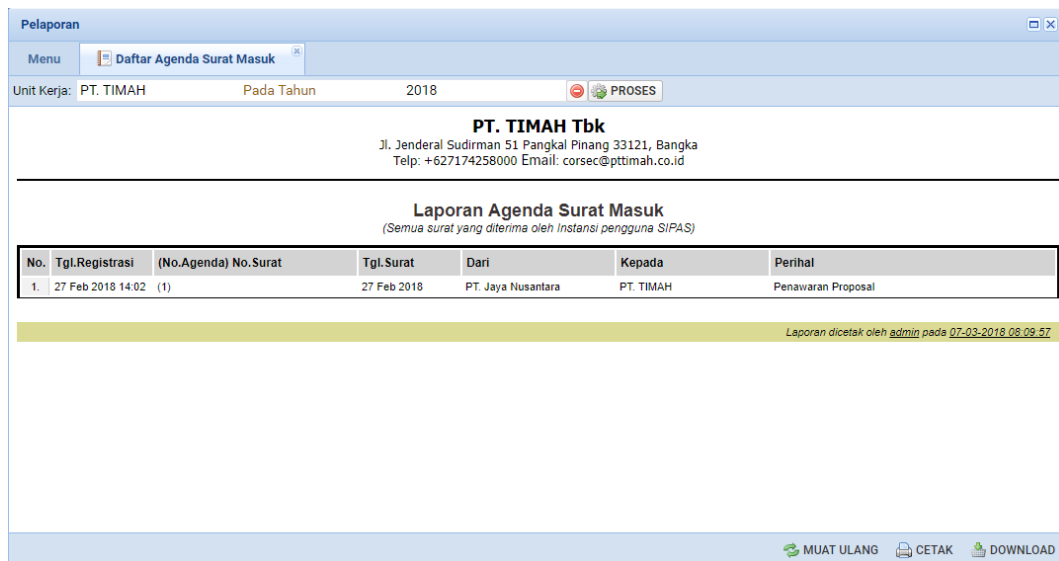 Pelaporan
Menu Daftar Agenda Surat Masuk
Unit Kerja: PT. TIMAH Pada Tahun 2018 PROSES
PT. TIMAH Tbk
Jl. Jenderal Sudirman 51 Pangkal Pinang 33121, Bangka
Telp: +627174258000 Email: corsec@pttimah.co.id
Laporan Agenda Surat Masuk
(Semua surat yang diterima oleh Instansi pengguna SIPAS)
No. Tgl.Registrasi (No.Agenda) No.Surat Tgl.Surat Dari Kepada Perihal
1. 27 Feb 2018 14:02 (1) 27 Feb 2018 PT. Jaya Nusantara PT. TIMAH Penawaran Proposal
Laporan dicetak oleh admin pada 07-03-2018 08:09:57
MUAT ULANG CETAK DOWNLOAD